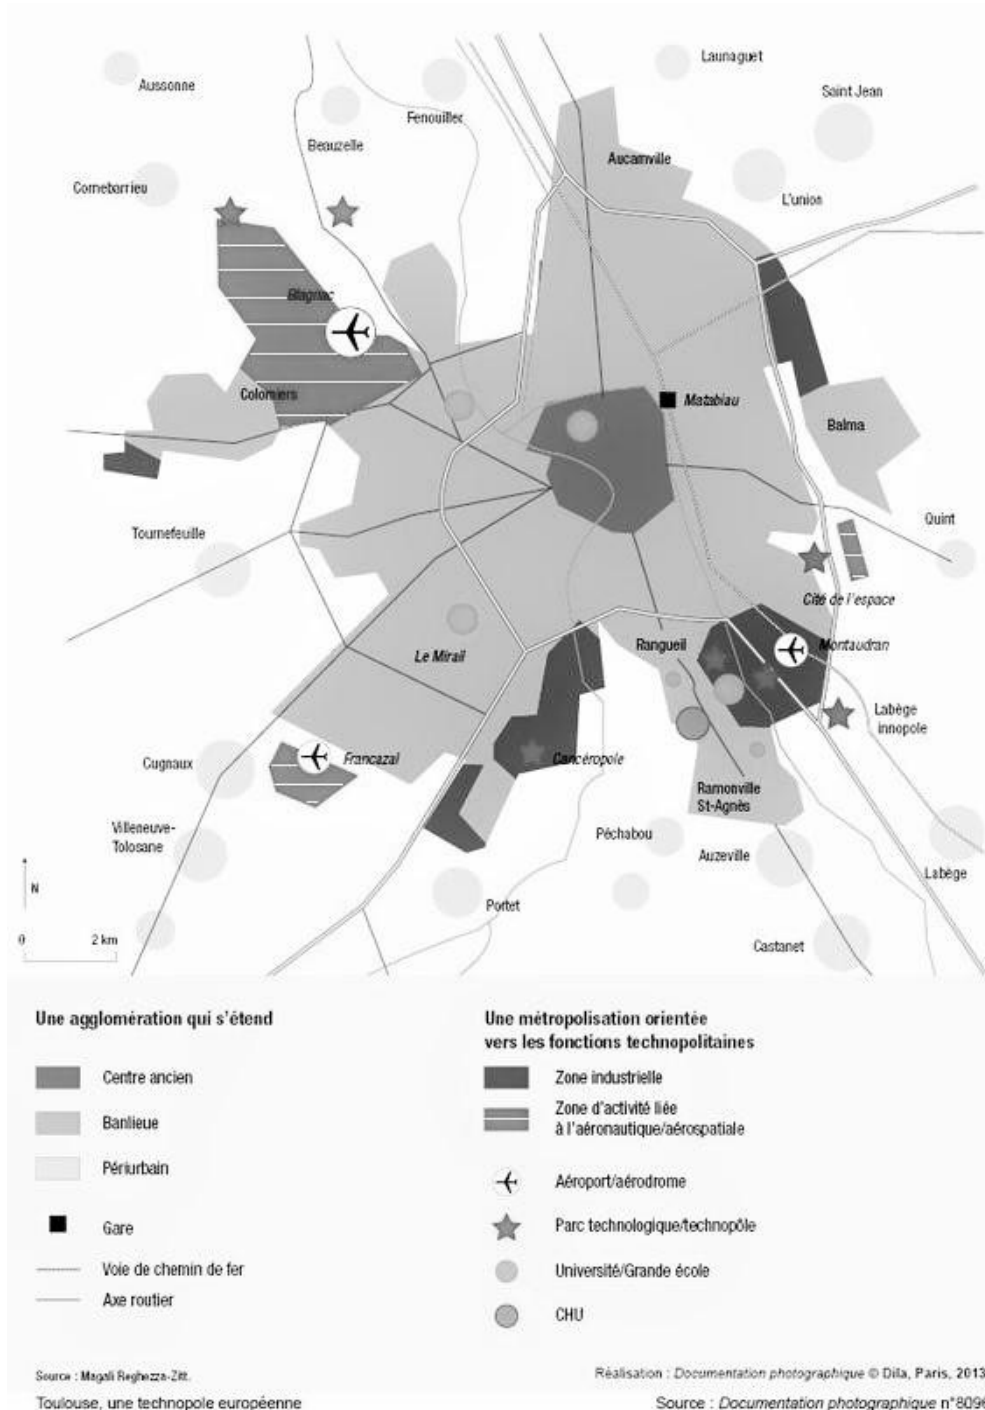 Launaguet
Aussonne
Saint Jean
Fenouiller
Beauzelle
Aucamville
Cornebarrieu
L'union
Blagnac
Colomiers
Matabiau
Balma
Quint
Tournefeuille
Cité de l'espace
Rangueil
Montaudran
Le Mirail
Labège
innopole
Cugnaux
Francazal
Cancéropole
Ramonville
St-Agnès
Villeneuve-
Tolosane
Péchabou
Auzeville
Labège
N
Portet
0 2 km
Castanet
Une agglomération qui s'étend
Centre ancien
Banlieue
Périurbain
Gare
Voie de chemin de fer
Axe routier
Une métropolisation orientée
vers les fonctions technopolitaines
Zone industrielle
Zone d'activité liée
à l'aéronautique/aérospatiale
Aéroport/aérodrome
Parc technologique/technopôle
Université/Grande école
CHU
Source : Magali Reghezza-Zitt.
Réalisation : Documentation photographique © Dila, Paris, 2013
Toulouse, une technopole européenne
Source : Documentation photographique n°8096